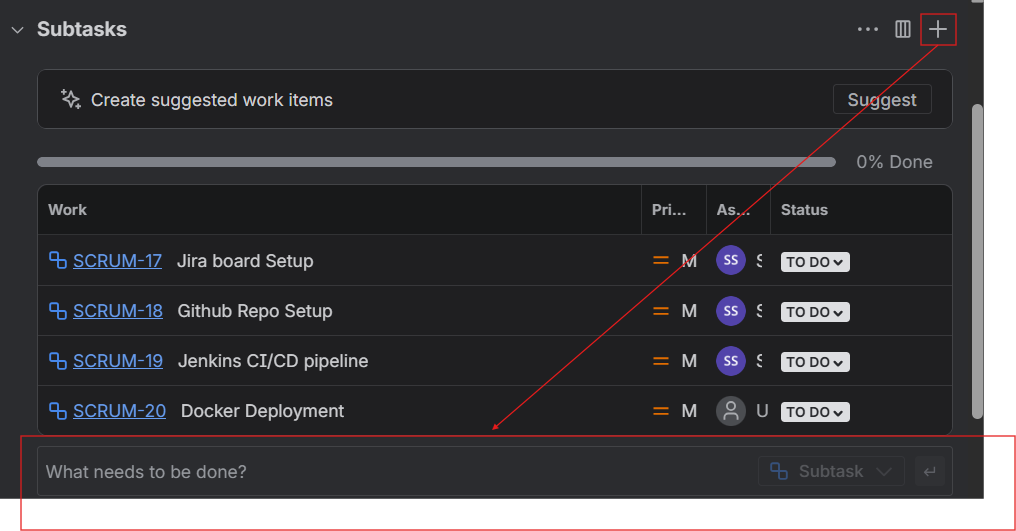 Subtasks
Create suggested work items Suggest
0% Done
Work Pri... As... Status
SCRUM-17 Jira board Setup M SS S TO DO
SCRUM-18 Github Repo Setup M SS S TO DO
SCRUM-19 Jenkins CI/CD pipeline M SS S TO DO
SCRUM-20 Docker Deployment M U TO DO
What needs to be done? Subtask